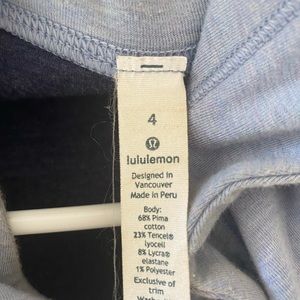 4
lululemon
Designed in
Vancouver
Made in Peru
Body:
68% Pima
cotton
23% Tencel®
lyocell
8% Lycra®
elastane
1% Polyester
Exclusive of
trim